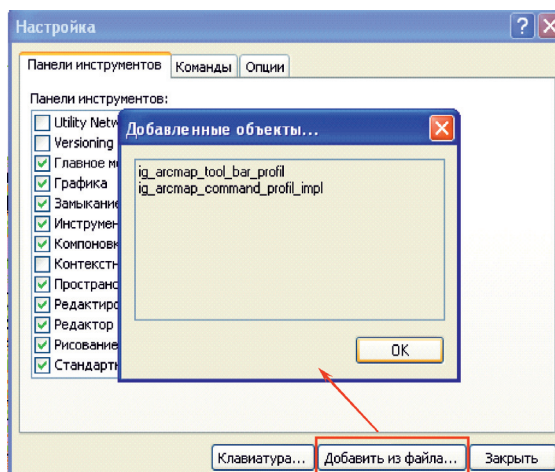 Настройка
Панели инструментов
Команды
Опции
Панели инструментов:
Utility Netw
Versioning
Главное
Графика
Замыкание
Инструмен
Компоновк
Контекстн
Пространс
Редактиро
Редактор
Рисование
Стандартн
Добавленные объекты...
ig_arcmap_tool_bar_profil
ig_arcmap_command_profil_impl
OK
Клавиатура...
Добавить из файла...
Закрыть